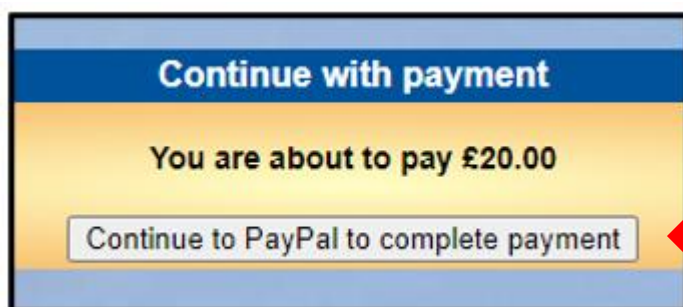 Continue with payment
You are about to pay £20.00
Continue to PayPal to complete payment